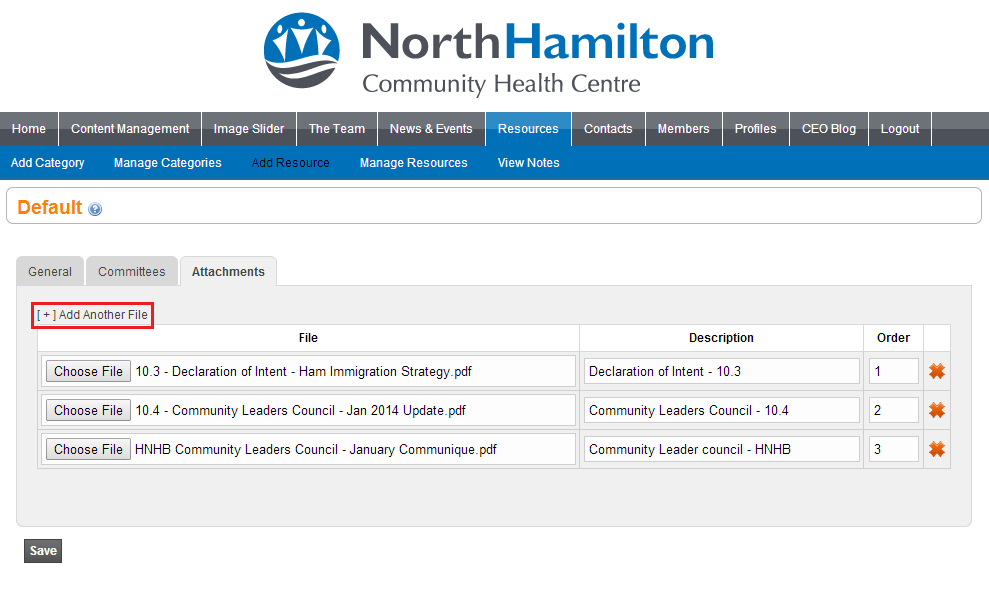 NorthHamilton
Community Health Centre
Home Content Management Image Slider The Team News & Events Resources Contacts Members Profiles CEO Blog Logout
Add Category Manage Categories Add Resource Manage Resources View Notes
Default ?
General Committees Attachments
[ + ] Add Another File
File Description Order
Choose File 10.3 - Declaration of Intent - Ham Immigration Strategy.pdf Declaration of Intent - 10.3 1
Choose File 10.4 - Community Leaders Council - Jan 2014 Update.pdf Community Leaders Council - 10.4 2
Choose File HNHB Community Leaders Council - January Communique.pdf Community Leader council - HNHB 3
Save